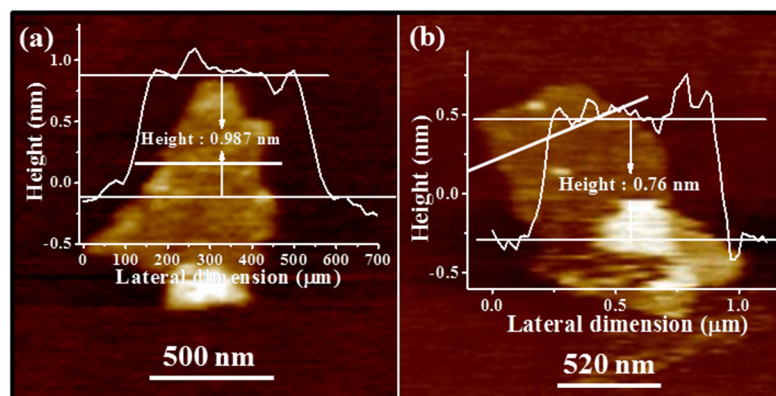 (a)
1.0
0.5
0.0
-0.5
Height (nm)
Height : 0.987 nm
0 100 200 300 400 500 600 700
Lateral dimension (μm)
500 nm
(b)
0.5
0.0
-0.5
Height (nm)
Height : 0.76 nm
0.0 0.5 1.0
Lateral dimension (μm)
520 nm